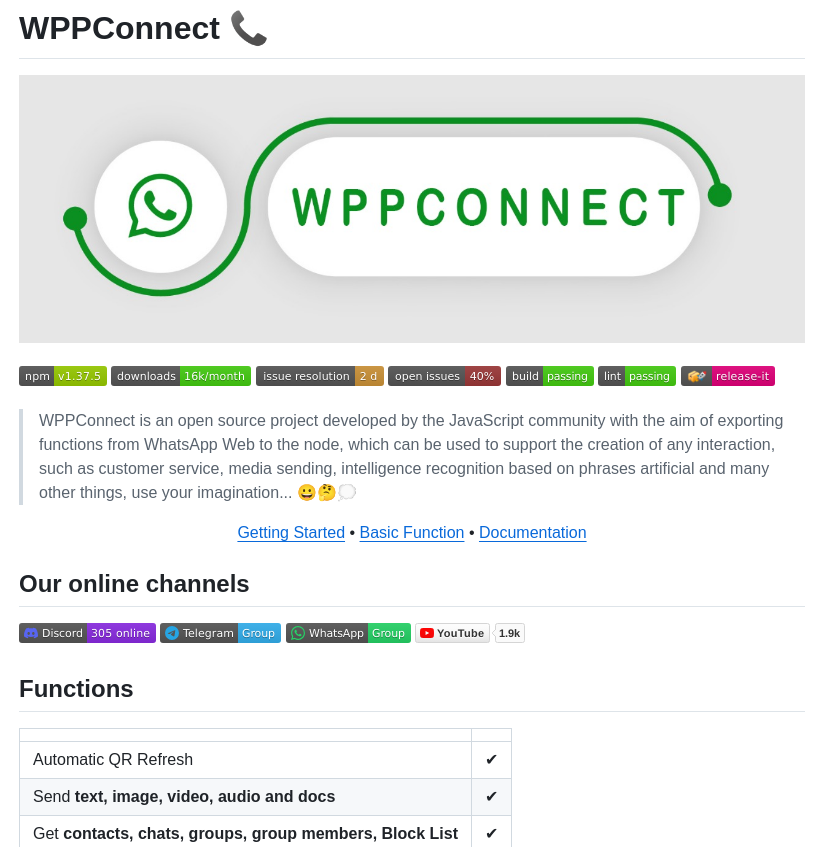 WPPConnect 📞
WPPCONNECT
npm v1.37.5 downloads 16k/month issue resolution 2 d open issues 40% build passing lint passing release-it
WPPConnect is an open source project developed by the JavaScript community with the aim of exporting
functions from WhatsApp Web to the node, which can be used to support the creation of any interaction,
such as customer service, media sending, intelligence recognition based on phrases artificial and many
other things, use your imagination... 😀🤔💭
Getting Started • Basic Function • Documentation
Our online channels
Discord 305 online Telegram Group WhatsApp Group YouTube 1.9k
Functions
Automatic QR Refresh ✔
Send text, image, video, audio and docs ✔
Get contacts, chats, groups, group members, Block List ✔